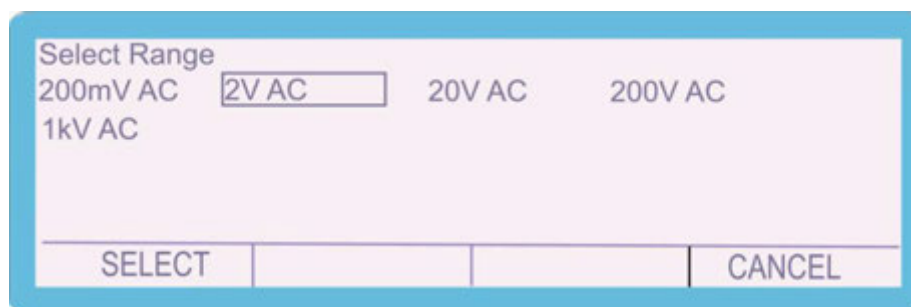 Select Range
200mV AC 2V AC 20V AC 200V AC
1kV AC
SELECT CANCEL